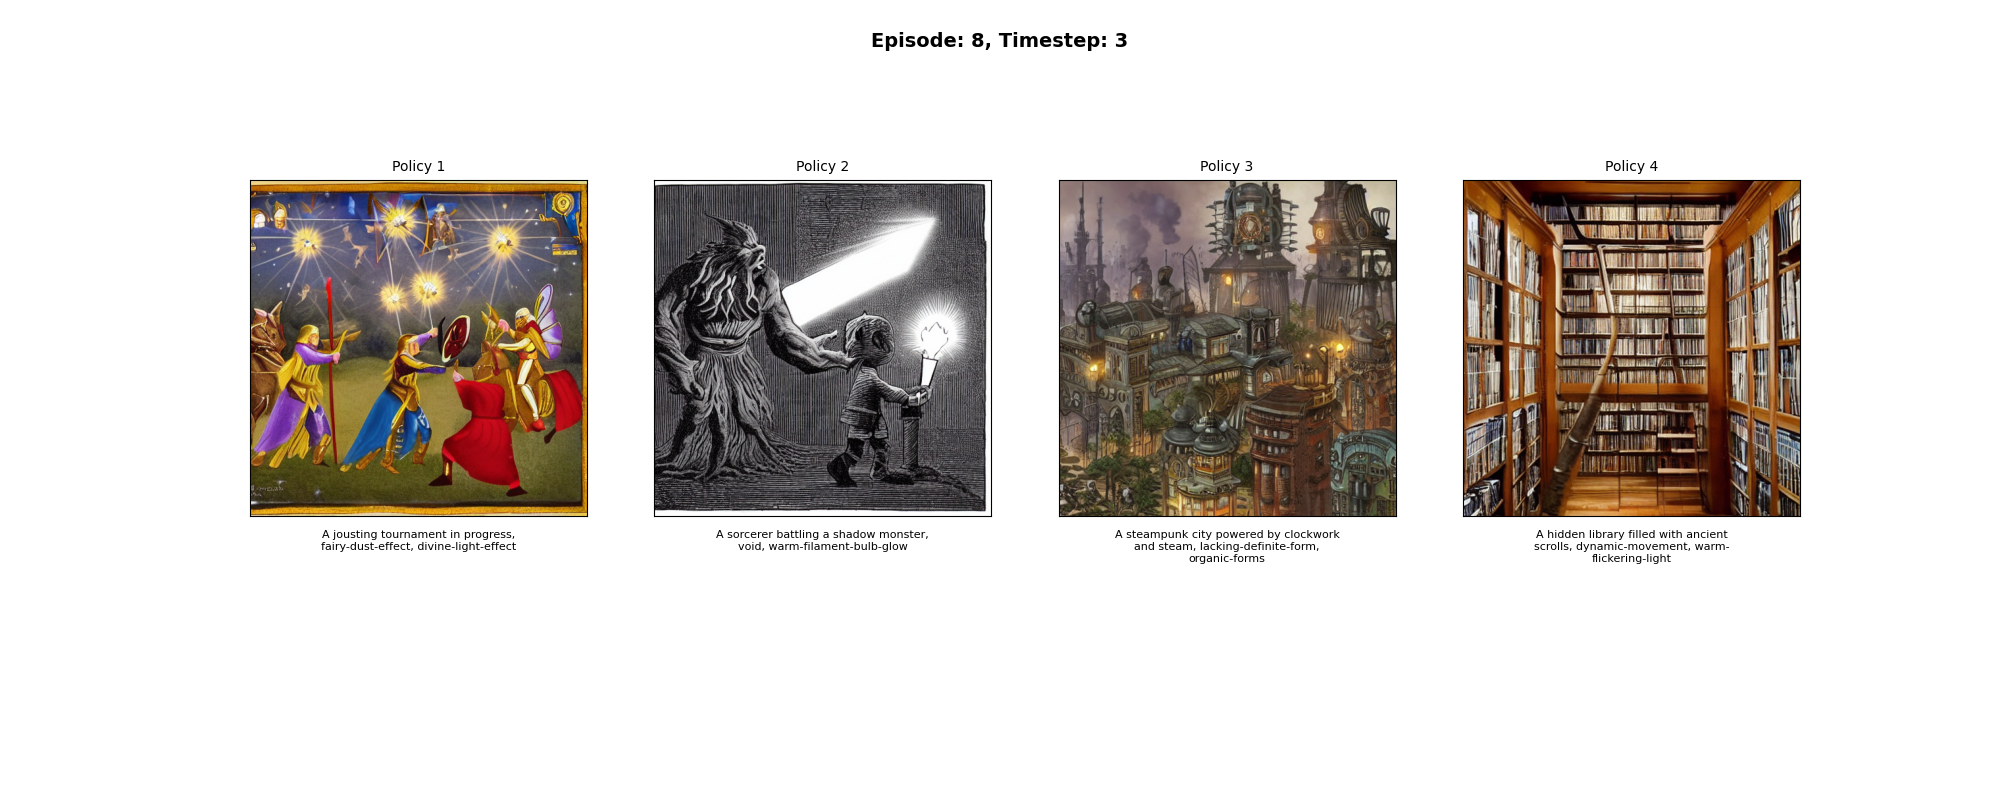 Episode: 8, Timestep: 3
Policy 1
Policy 2
Policy 3
Policy 4
A jousting tournament in progress,
fairy-dust-effect, divine-light-effect
A sorcerer battling a shadow monster,
void, warm-filament-bulb-glow
A steampunk city powered by clockwork
and steam, lacking-definite-form,
organic-forms
A hidden library filled with ancient
scrolls, dynamic-movement, warm-
flickering-light